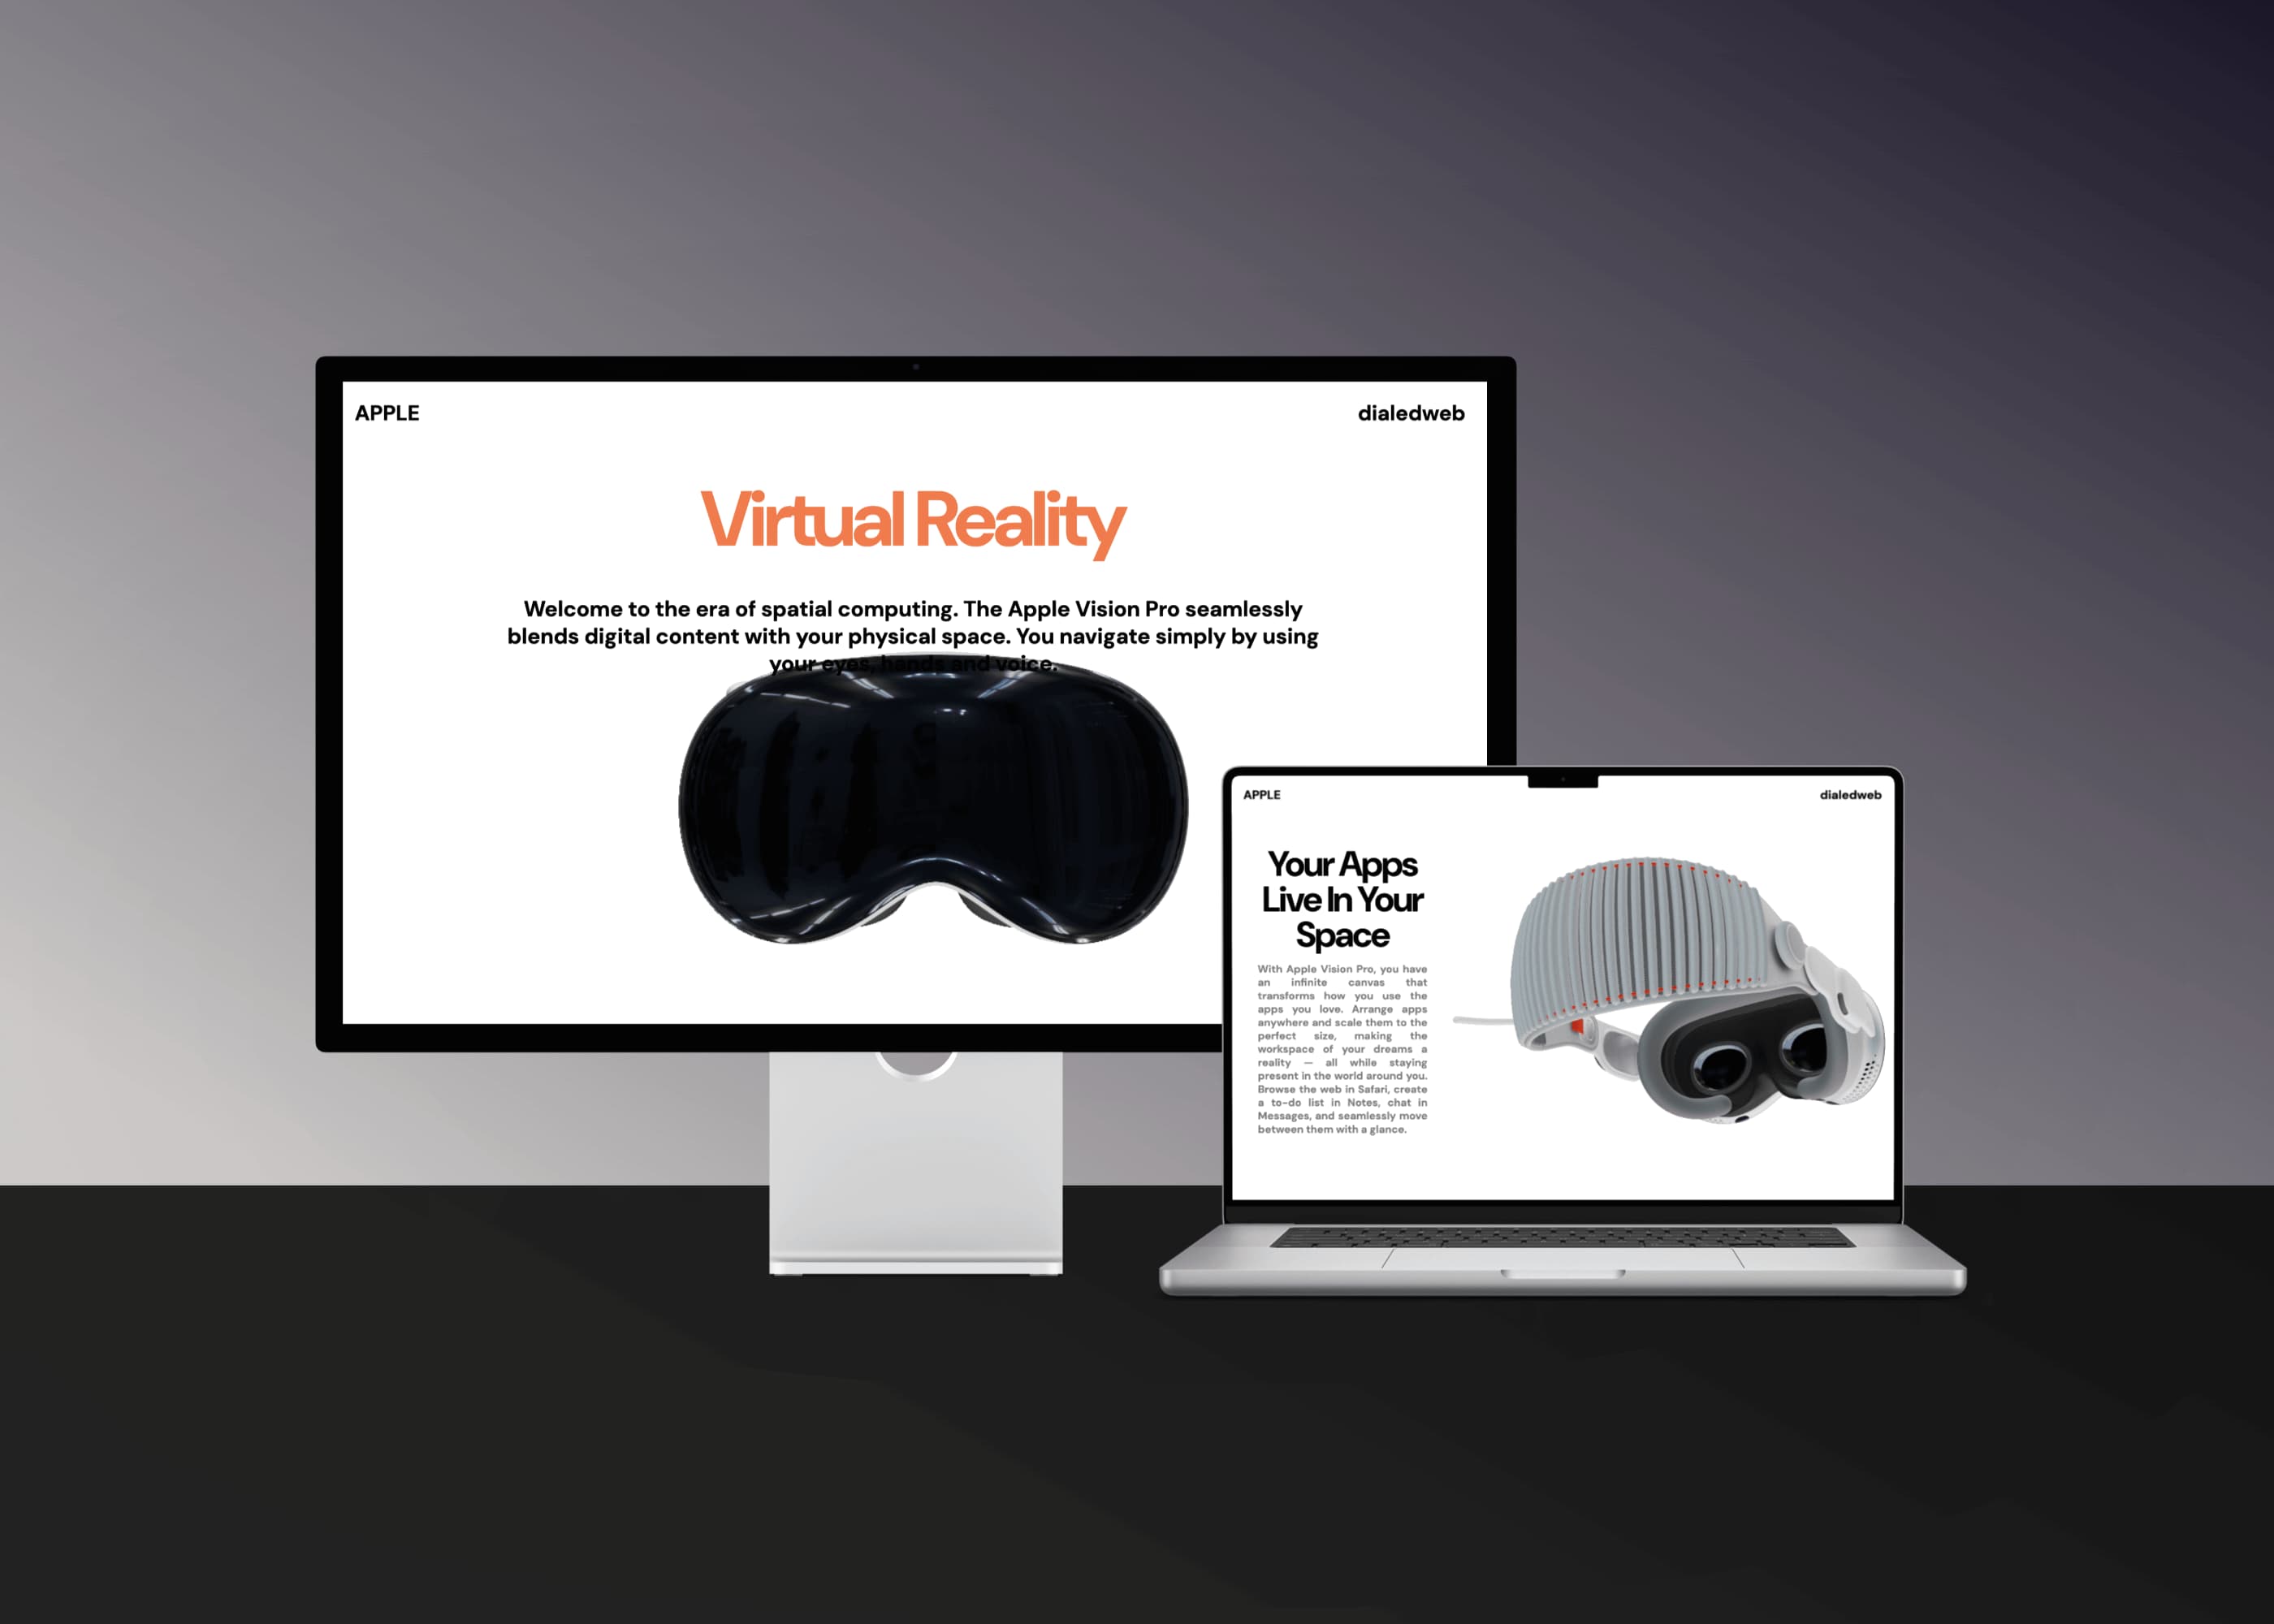 APPLE
dialedweb
Virtual Reality
Welcome to the era of spatial computing. The Apple Vision Pro seamlessly
blends digital content with your physical space. You navigate simply by using
your eyes, hands and voice.
APPLE
dialedweb
Your Apps
Live In Your
Space
With Apple Vision Pro, you have
an infinite canvas that
transforms how you use the
apps you love. Arrange apps
anywhere and scale them to the
perfect size, making the
workspace of your dreams a
reality — all while staying
present in the world around you.
Browse the web in Safari, create
a to-do list in Notes, chat in
Messages, and seamlessly move
between them with a glance.